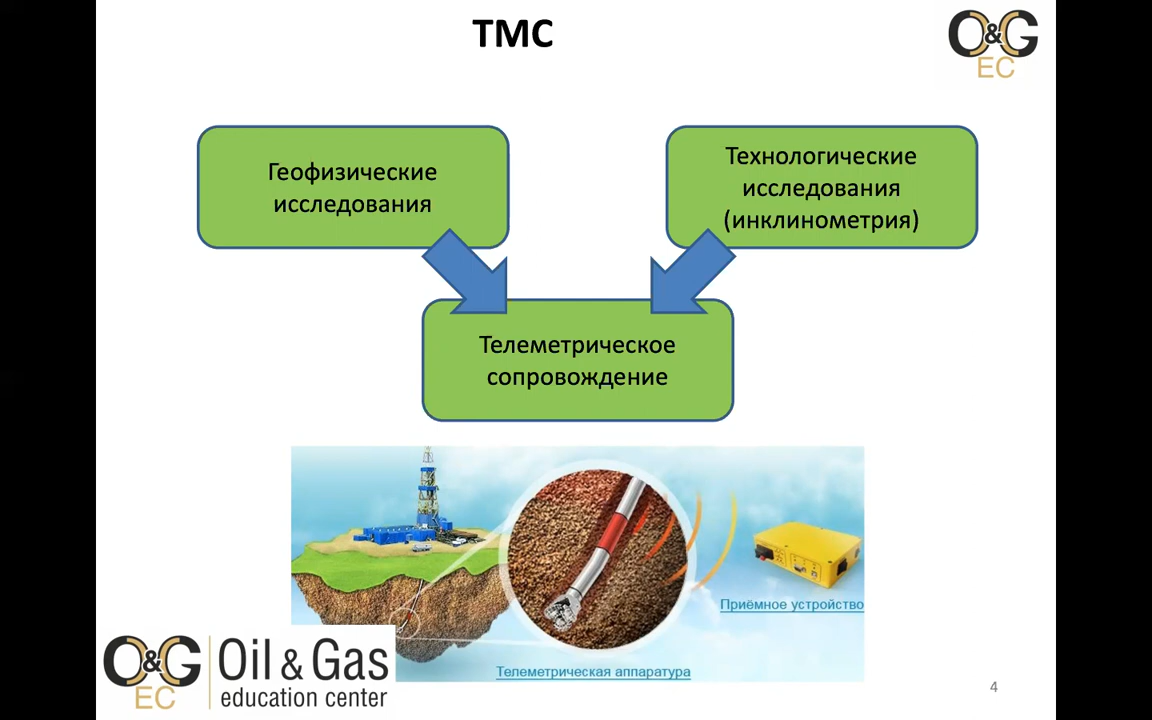 ТМС
O&G
EC
Геофизические
исследования
Технологические
исследования
(инклинометрия)
Телеметрическое
сопровождение
Приёмное устройство
Телеметрическая аппаратура
O&G
EC
Oil & Gas
education center
4